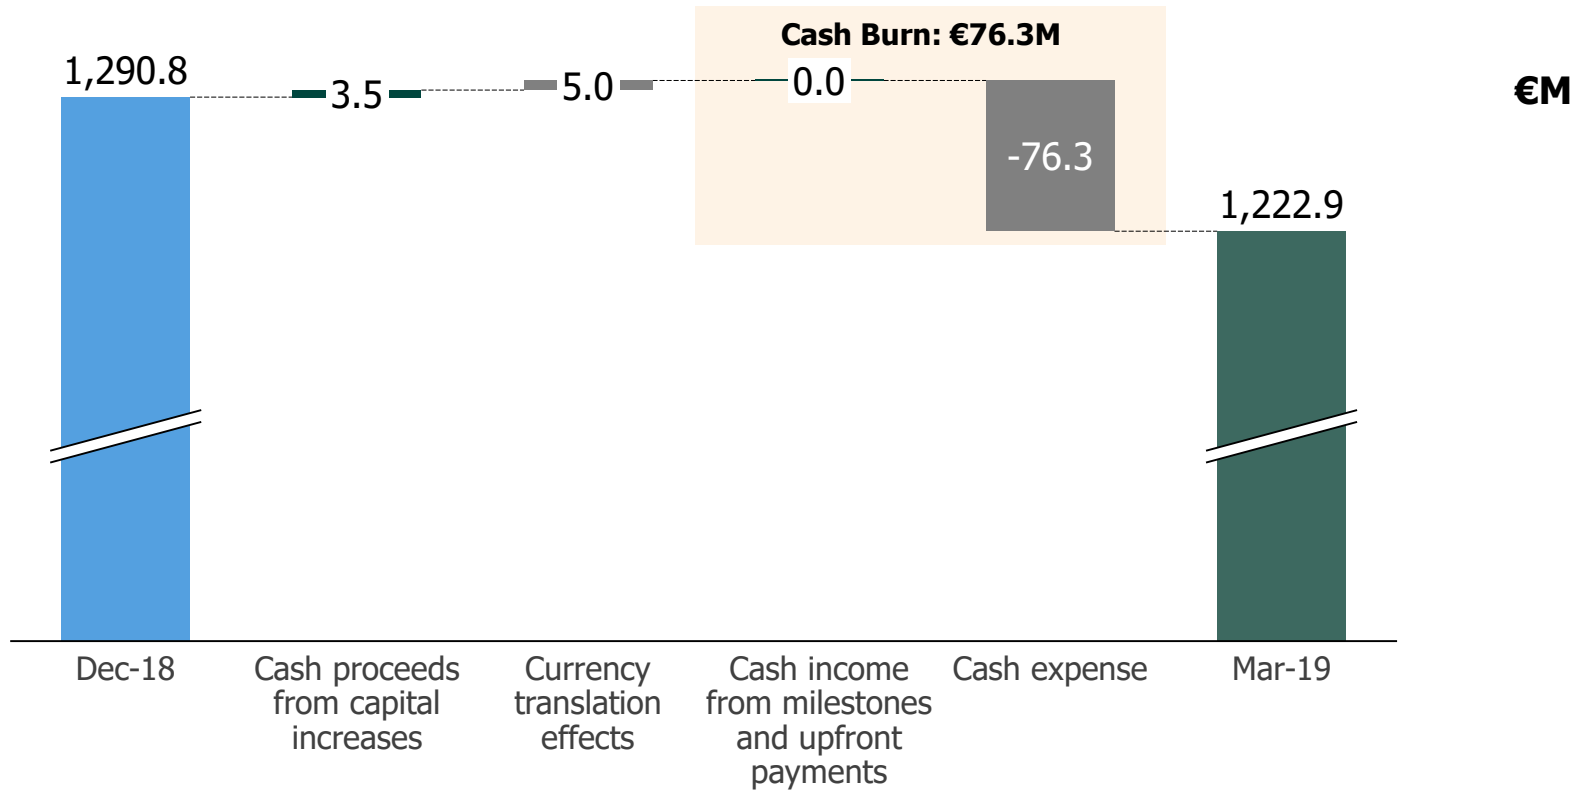 Cash Burn: €76.3M
€M
1,290.8
3.5
5.0
0.0
-76.3
1,222.9
Dec-18
Cash proceeds
from capital
increases
Currency
translation
effects
Cash income
from milestones
and upfront
payments
Cash expense
Mar-19